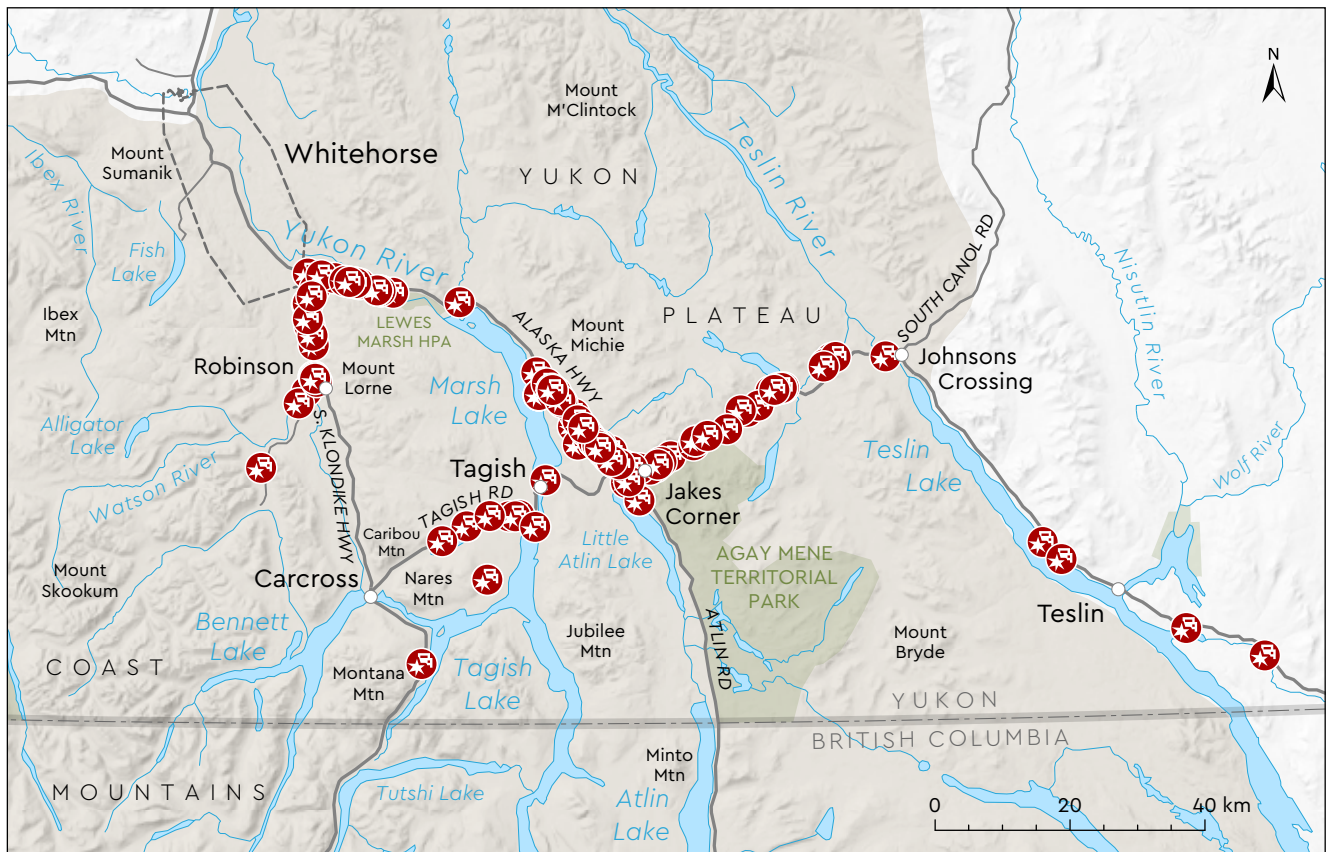 N
Mount
M'Clintock
Whitehorse
Mount
Sumanik
Ibex River
YUKON
Teslin River
Fish
Lake
Yukon River
Nisutlin River
SOUTH CANOL RD
Ibex
Mtn
LEWES
MARSH HPA
ALASKA HWY
Mount
Michie
PLATEAU
Robinson
Mount
Lorne
Johnsons
Crossing
Marsh
Lake
Alligator
Lake
S. KLONDIKE HWY
Watson River
Tagish
TAGISH RD
Teslin
Lake
Wolf River
Jakes
Corner
Caribou
Mtn
Little
Atlin Lake
Mount
Skookum
Carcross
Nares
Mtn
AGAY MENE
TERRITORIAL
PARK
Teslin
Bennett
Lake
Jubilee
Mtn
ATLIN RD
Mount
Bryde
COAST
Montana
Mtn
Tagish
Lake
YUKON
BRITISH COLUMBIA
MOUNTAINS
Tutshi Lake
Minto
Mtn
Atlin
Lake
0 20 40 km